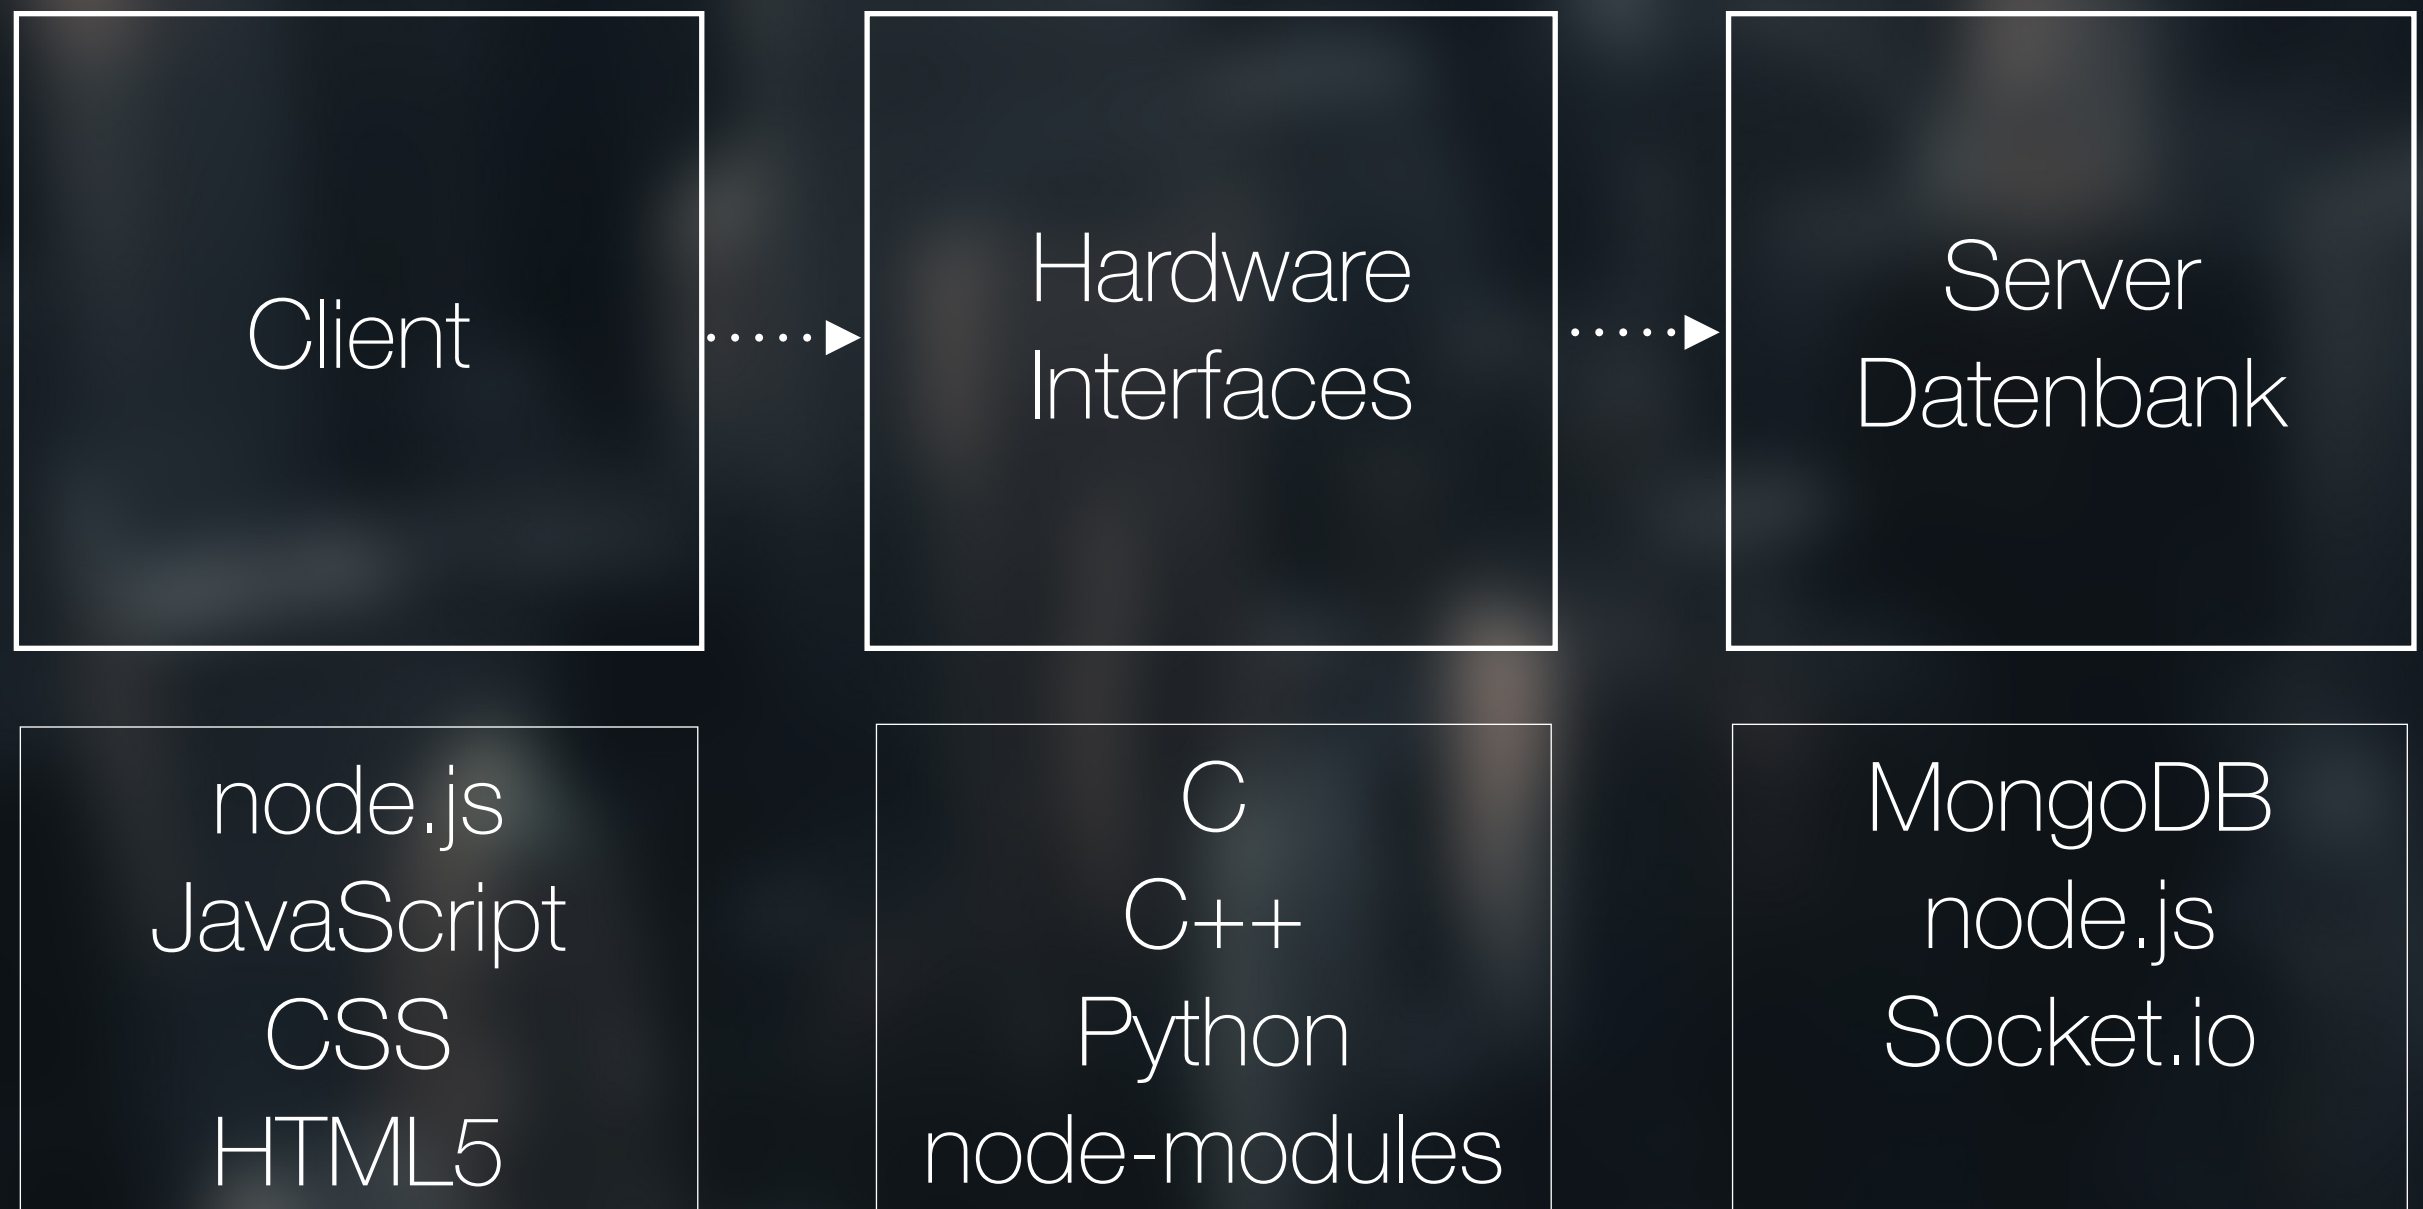 Client
Hardware
Interfaces
Server
Datenbank
node.js
JavaScript
CSS
HTML5
C
C++
Python
node-modules
MongoDB
node.js
Socket.io